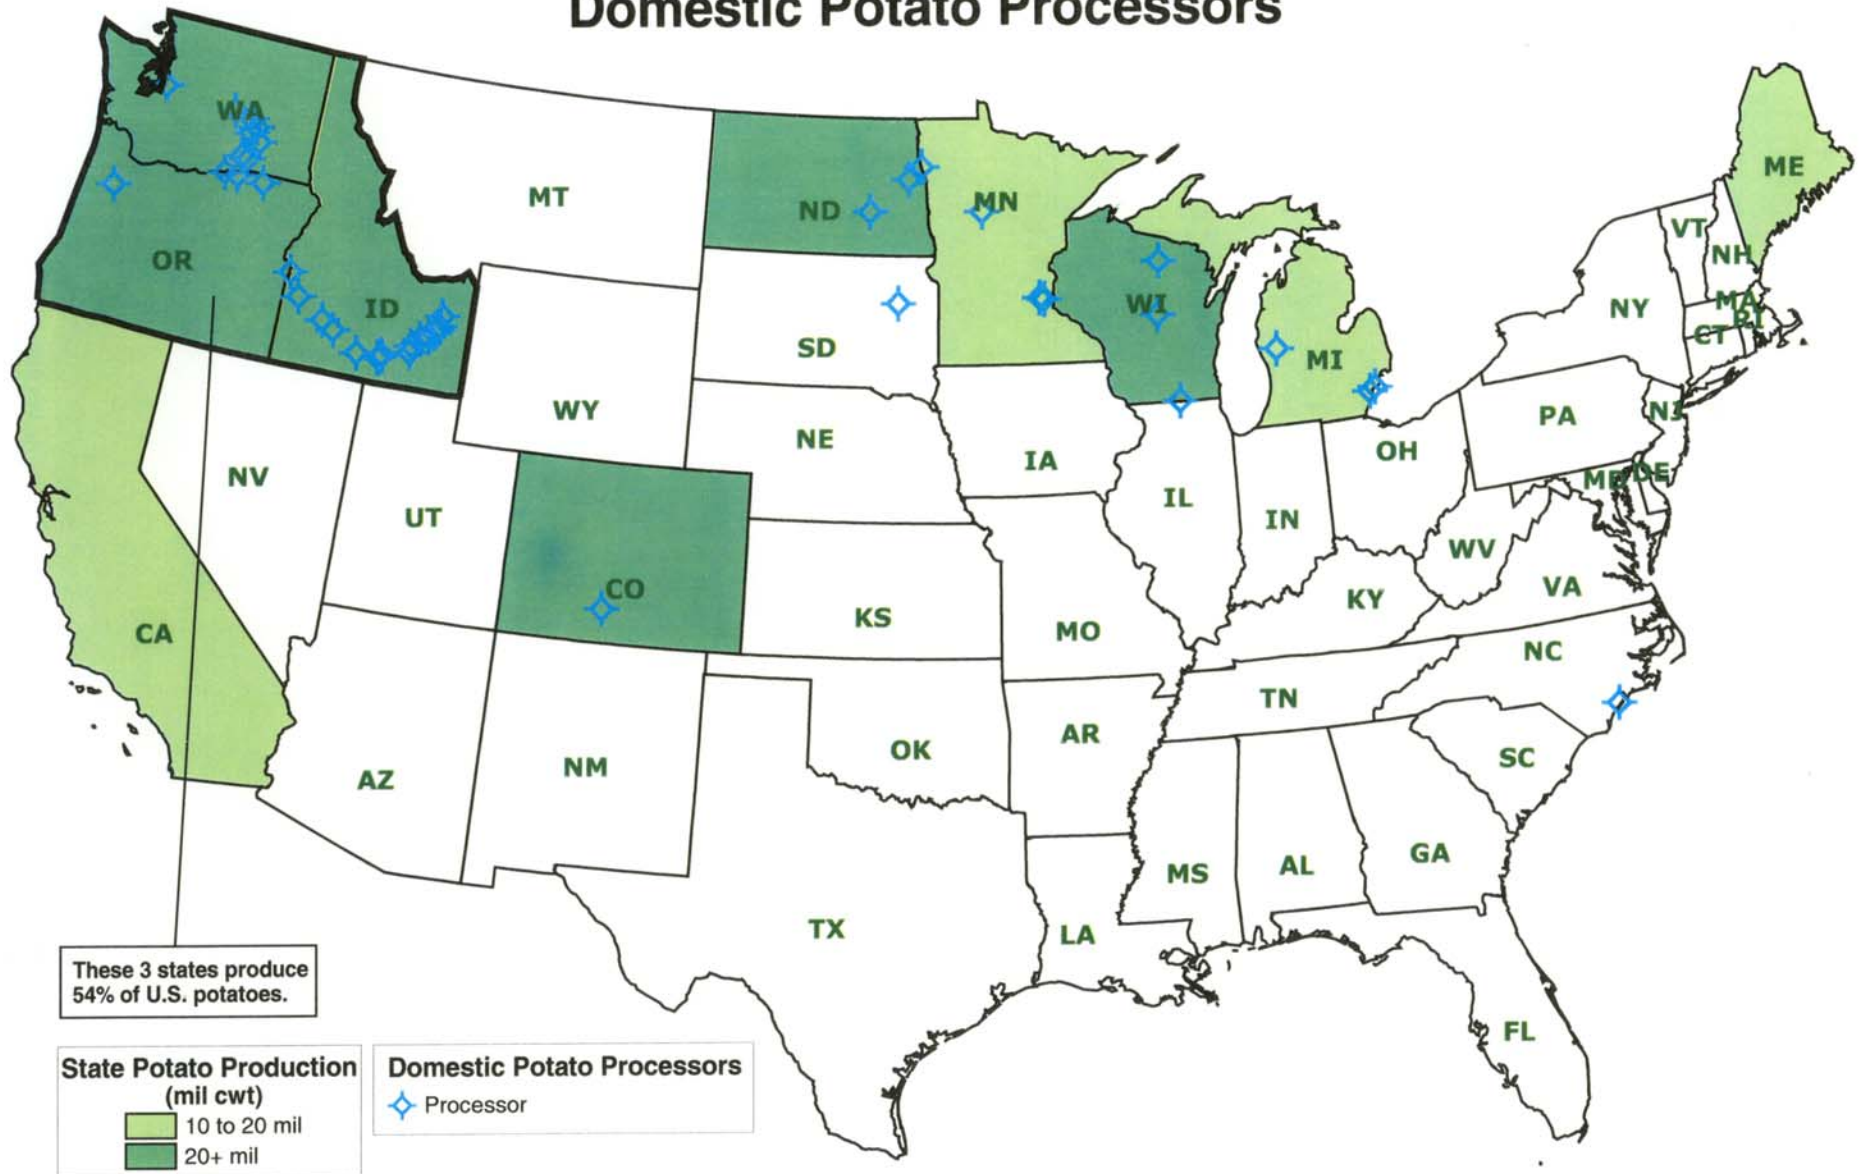 Domestic Potato Processors
WA
MT
ND
MN
ME
OR
ID
SD
WI
MI
VT
NH
NY
MA
RI
CT
WY
NE
IA
PA
NJ
OH
NV
UT
CO
IL
IN
MD
DE
WV
VA
KY
KS
MO
CA
NC
TN
SC
AZ
NM
OK
AR
MS
AL
GA
TX
LA
FL
These 3 states produce
54% of U.S. potatoes.
State Potato Production
(mil cwt)
10 to 20 mil
20+ mil
Domestic Potato Processors
Processor